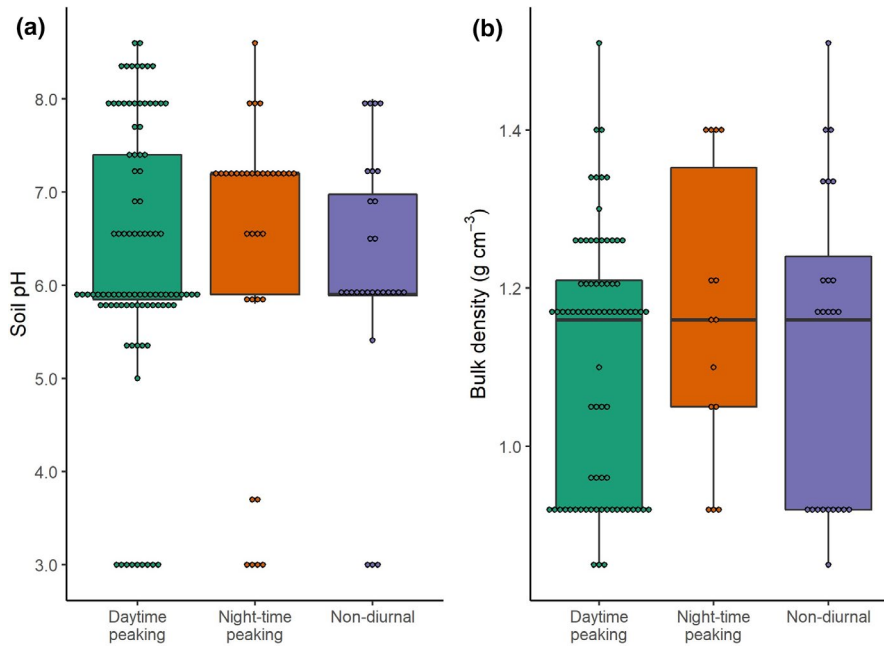 (a)
Soil pH
8.0
7.0
6.0
5.0
4.0
3.0
Daytime
peaking
Night-time
peaking
Non-diurnal
(b)
Bulk density (g cm⁻³)
1.4
1.2
1.0
Daytime
peaking
Night-time
peaking
Non-diurnal